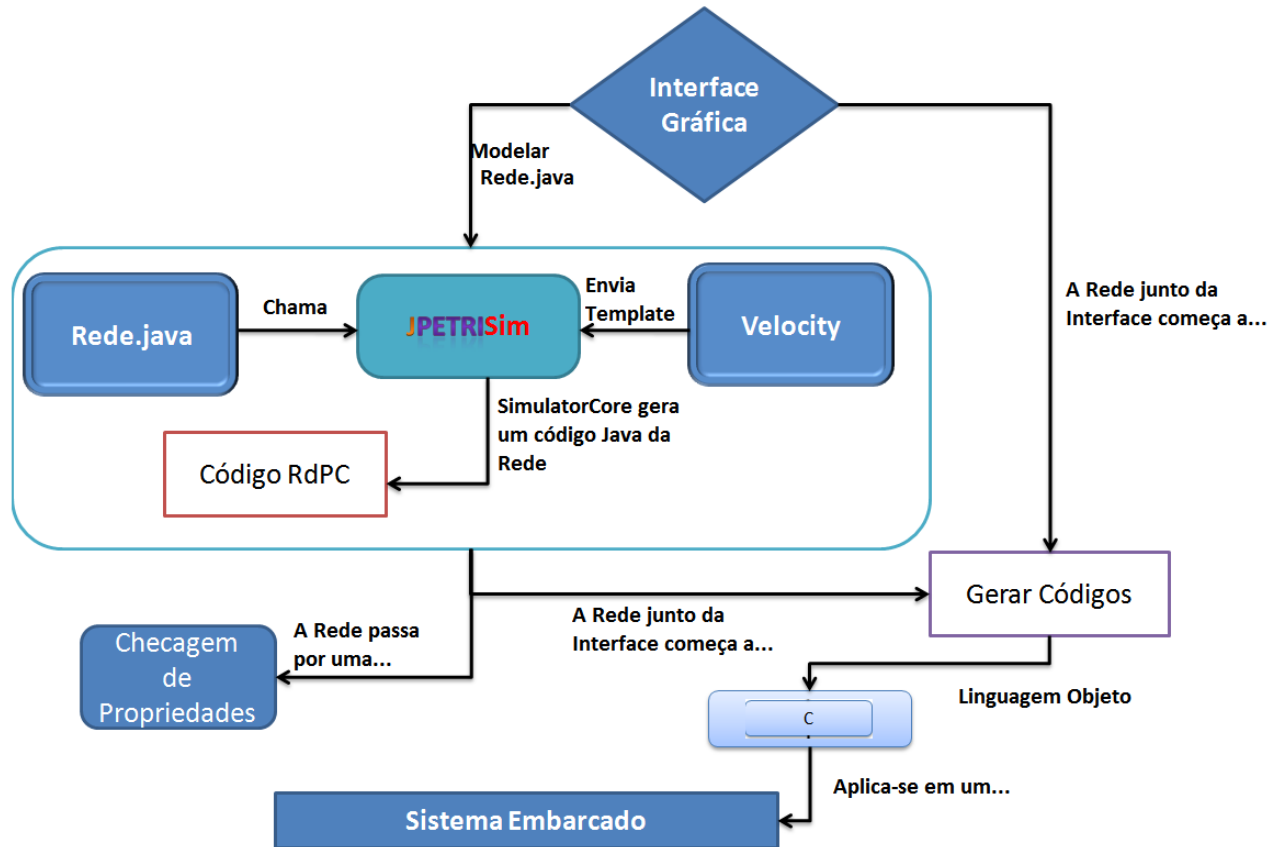 Interface
Gráfica
Modelar
Rede.java
A Rede junto da
Interface começa a...
Rede.java
Chama
JPETRISim
Envia
Template
Velocity
SimulatorCore gera
um código Java da
Rede
Código RdPC
Gerar Códigos
A Rede passa
por uma...
A Rede junto da
Interface começa a...
Checagem
de
Propriedades
Linguagem Objeto
C
Aplica-se em um...
Sistema Embarcado